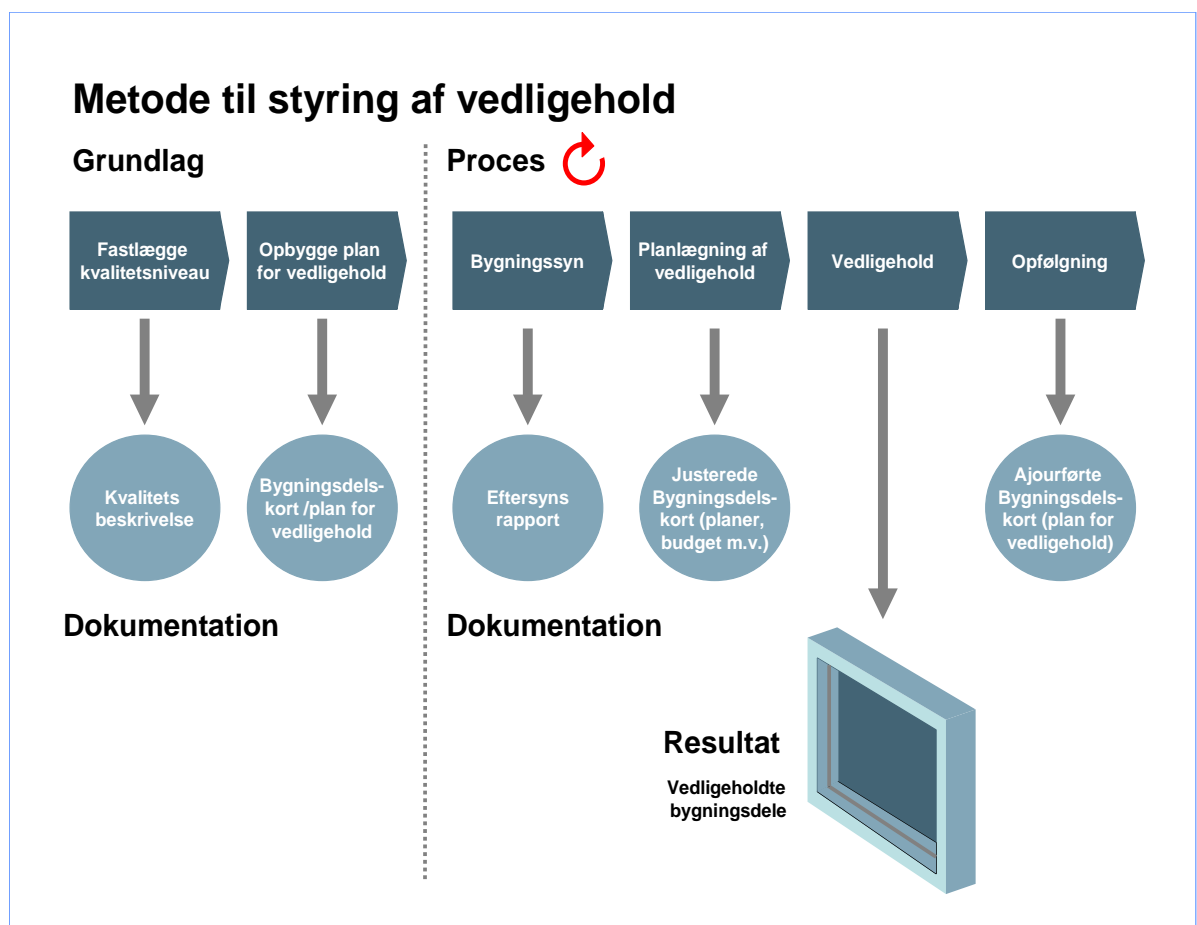 Metode til styring af vedligehold
Grundlag
Proces
Fastlægge
kvalitetsniveau
Opbygge plan
for vedligehold
Bygningssyn
Planlægning af
vedligehold
Vedligehold
Opfølgning
Kvalitets
beskrivelse
Bygningsdels-
kort /plan for
vedligehold
Eftersyns
rapport
Justerede
Bygningsdels-
kort (planer,
budget m.v.)
Ajourførte
Bygningsdels-
kort (plan for
vedligehold)
Dokumentation
Dokumentation
Resultat
Vedligeholdte
bygningsdele